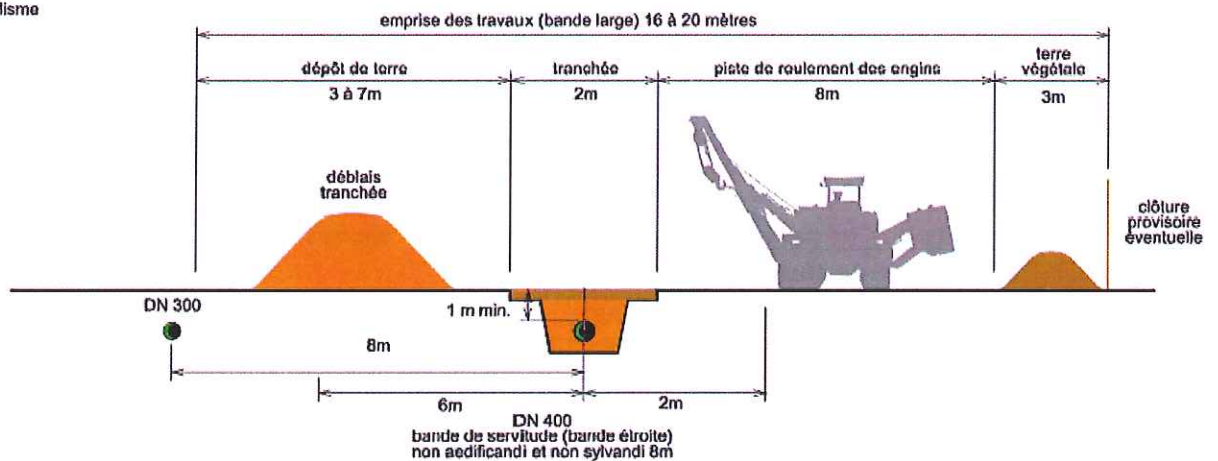 emprise des travaux (bande large) 16 à 20 mètres
dépôt de terre
3 à 7m
tranchée
2m
piste de roulement des engins
8m
terre
végétale
3m
déblais
tranchée
clôture
provisoire
éventuelle
DN 300
1 m min.
8m
6m
2m
DN 400
bande de servitude (bande étroite)
non aedificandi et non sylvandi 8m